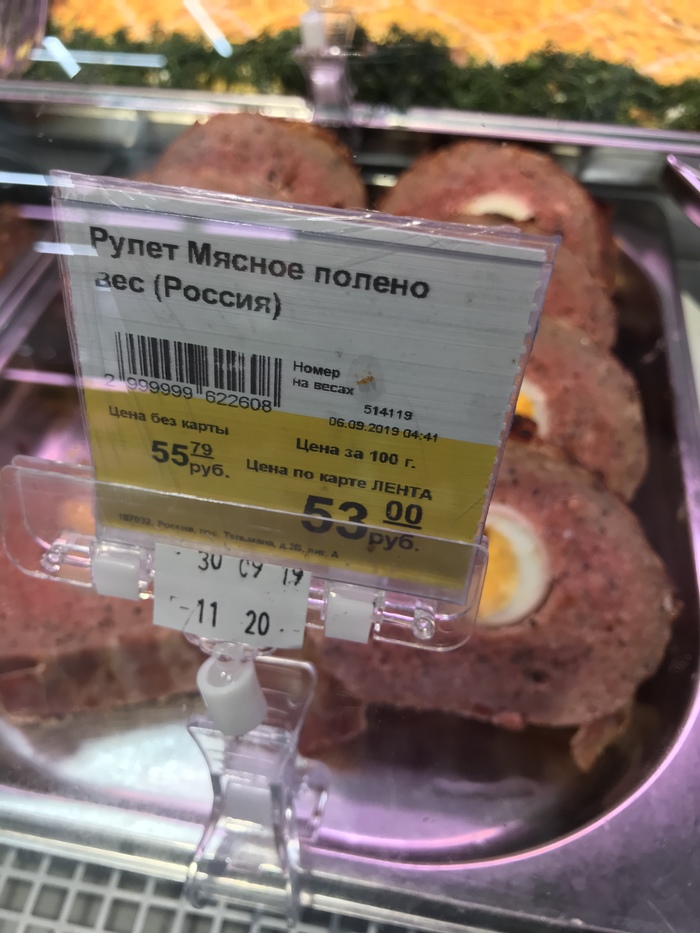 Рулет Мясное полено
вес (Россия)
Номер
на весах
2 999999 622608
514119
06.09.2019 04:41
Цена без карты
Цена за 100 г.
55 79
руб.
Цена по карте ЛЕНТА
53 00
руб.
Россия,
30 09 19
11 20